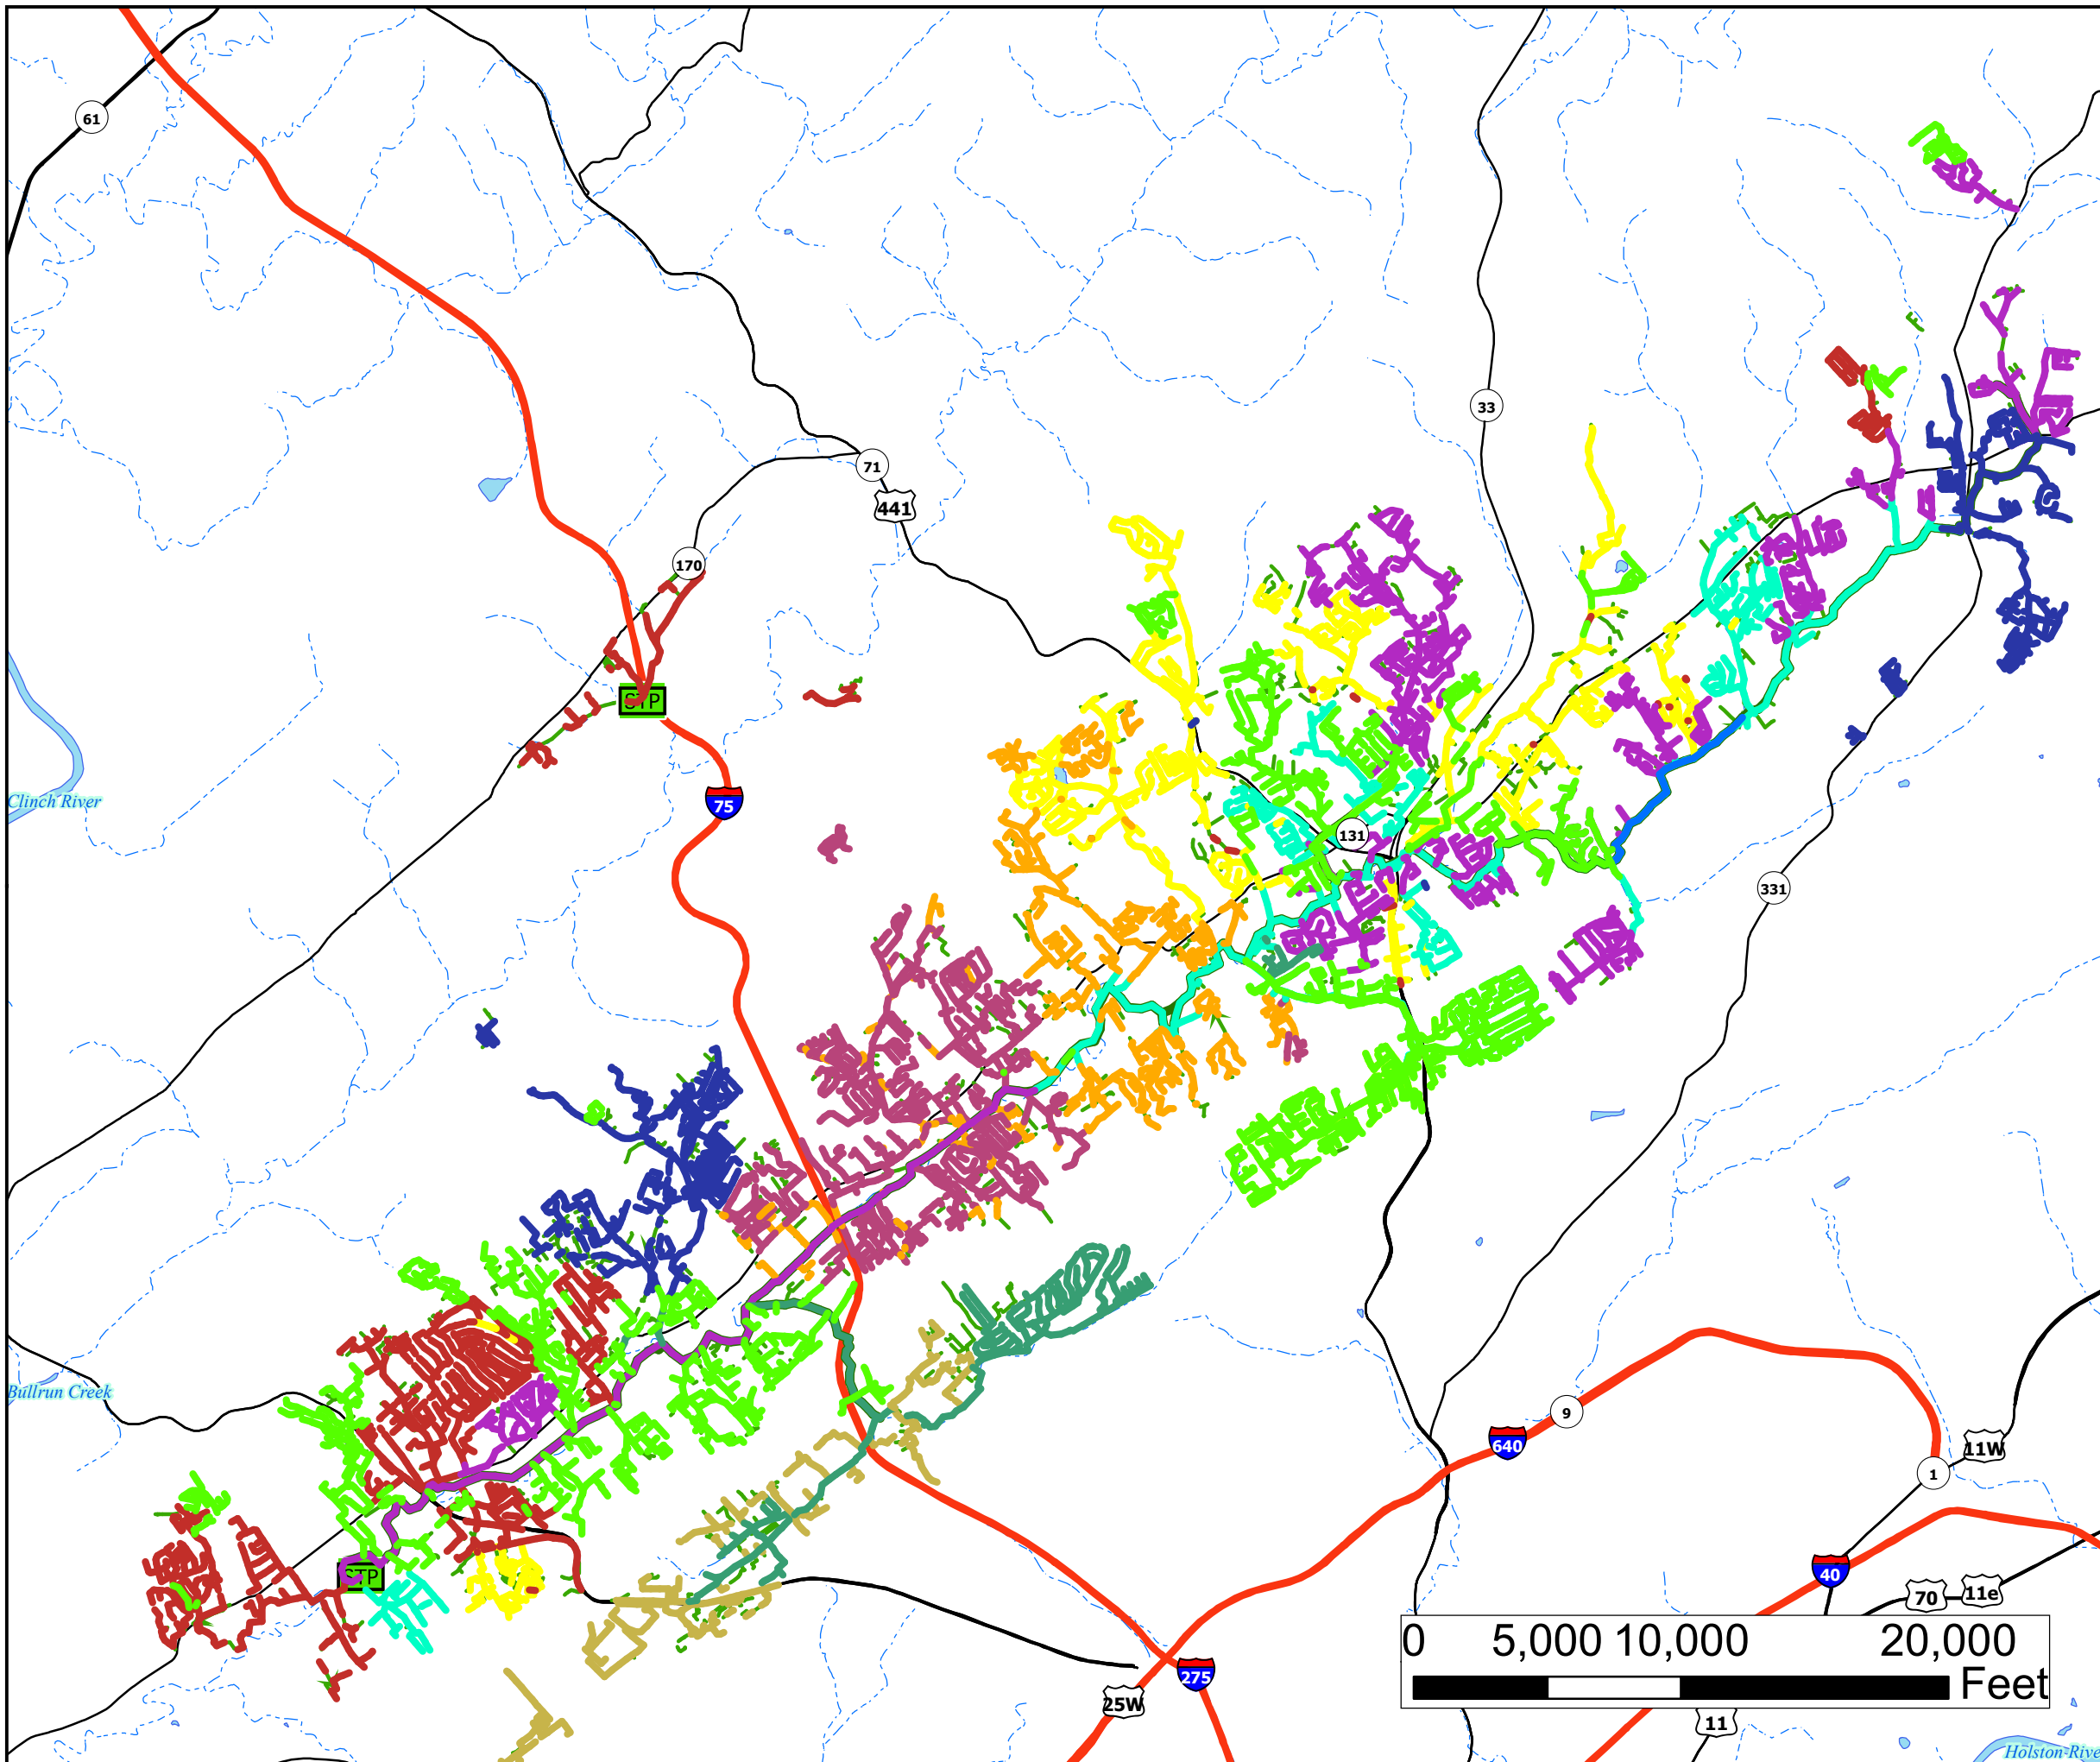 61
33
71
441
170
STP
75
Clinch River
131
331
Bullrun Creek
9
640
11W
1
STP
40
70
11e
0 5,000 10,000 20,000
Feet
275
25W
11
Holston-Rive